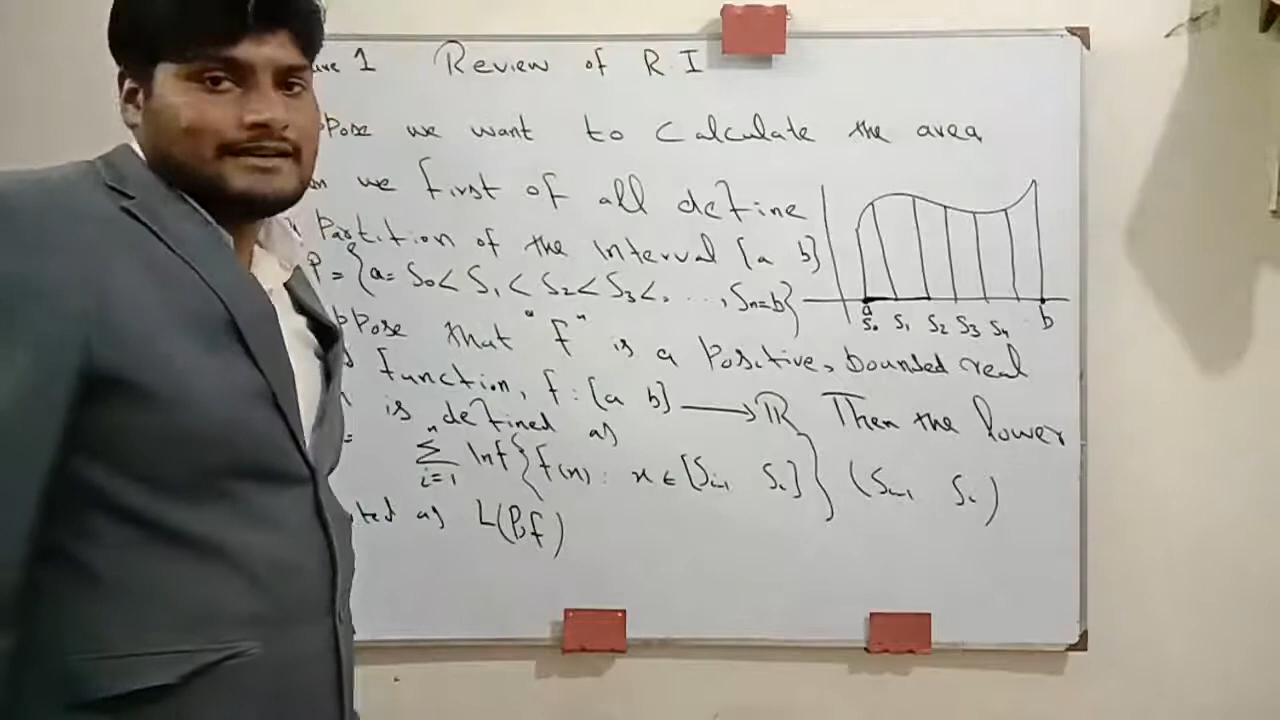 1 Review of R.I
we want to calculate the area
we first of all define
Partition of the interval [a b]
P = {a = S₀ < S₁ < S₂ < S₃ < . . . , Sₙ = b}
a b
S₀ S₁ S₂ S₃ S₄
that "f" is a positive, bounded real
function, f : [a b] ⟶ ℝ Then the lower
is defined as
= ∑ⁿᵢ₌₁ Inf {f(x) : x ∈ [Sᵢ₋₁ Sᵢ]} (Sᵢ₋₁ Sᵢ)
as L(P,f)